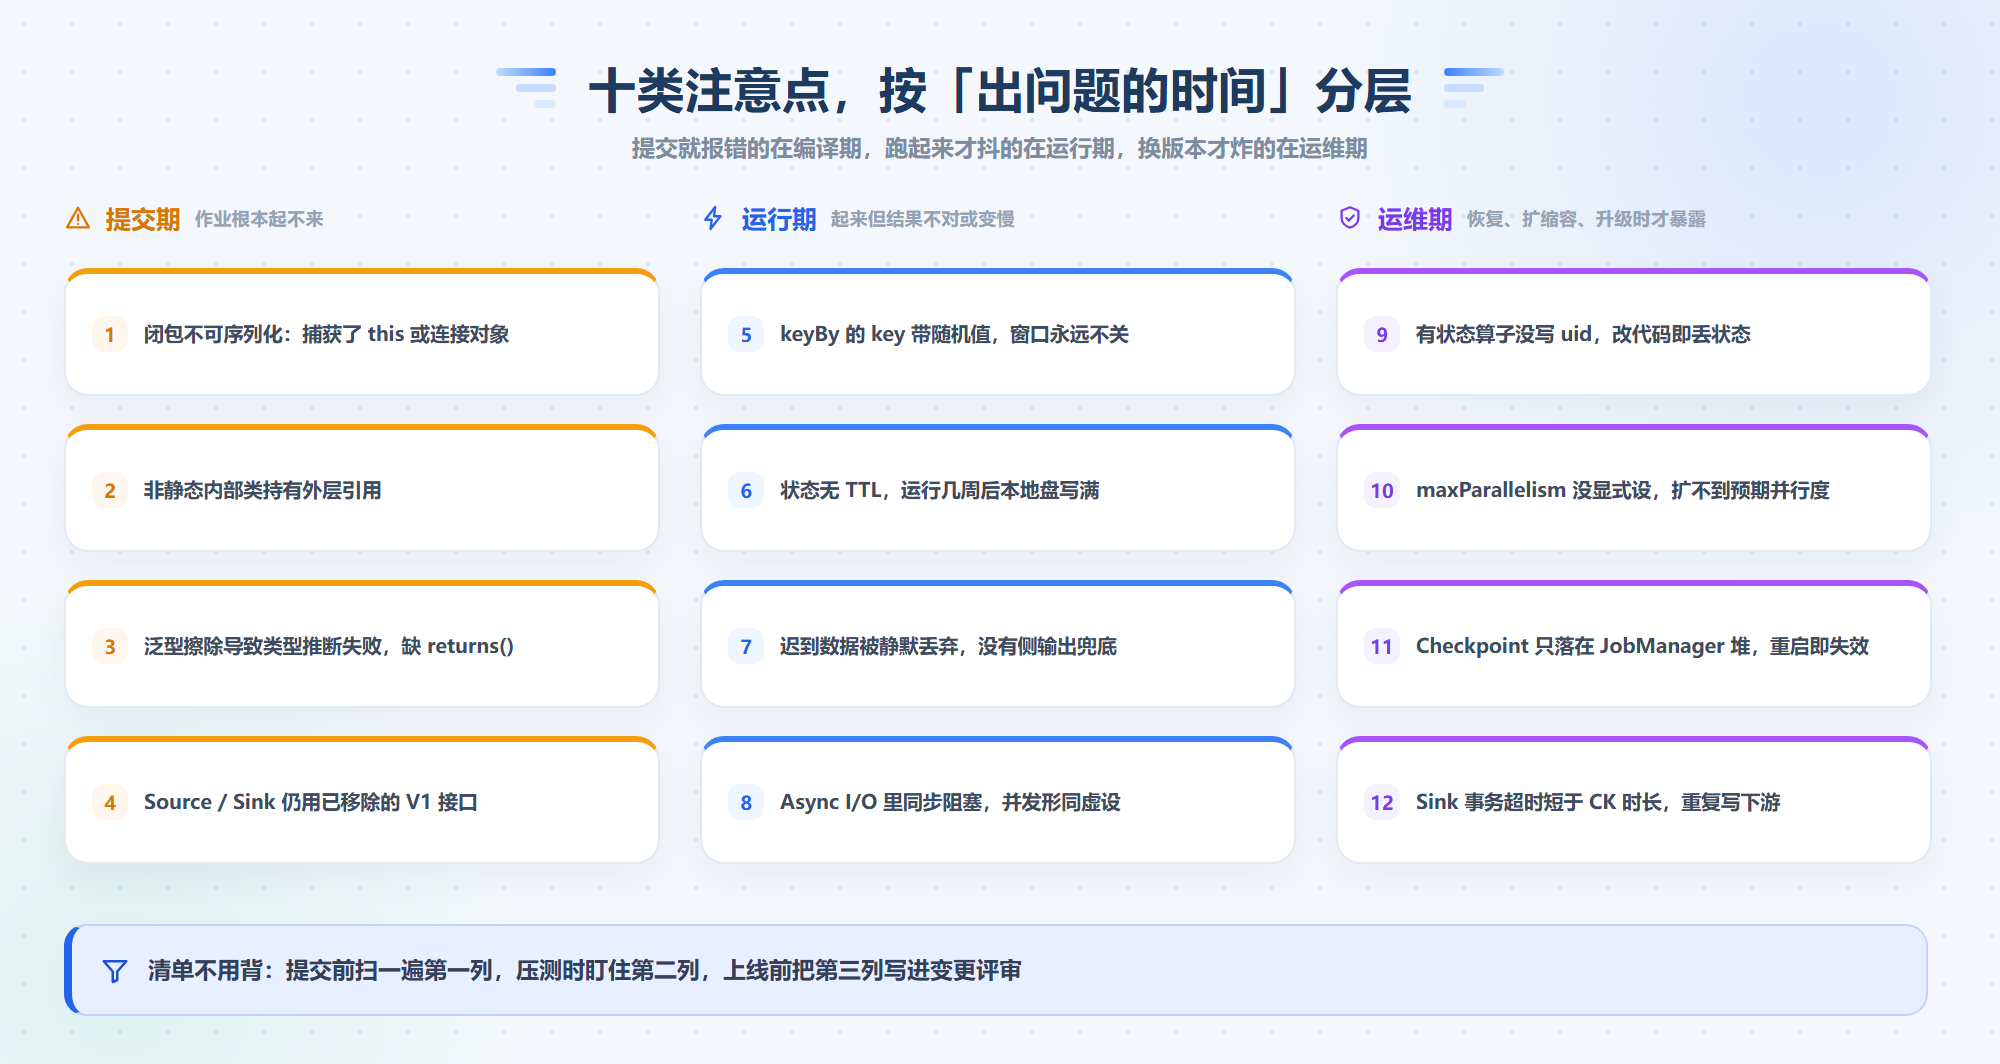 十类注意点，按「出问题的时间」分层
提交就报错的在编译期，跑起来才抖的在运行期，换版本才炸的在运维期
提交期 作业根本起不来
1 闭包不可序列化：捕获了 this 或连接对象
2 非静态内部类持有外层引用
3 泛型擦除导致类型推断失败，缺 returns()
4 Source / Sink 仍用已移除的 V1 接口
运行期 起来但结果不对或变慢
5 keyBy 的 key 带随机值，窗口永远不关
6 状态无 TTL，运行几周后本地盘写满
7 迟到数据被静默丢弃，没有侧输出兜底
8 Async I/O 里同步阻塞，并发形同虚设
运维期 恢复、扩缩容、升级时才暴露
9 有状态算子没写 uid，改代码即丢状态
10 maxParallelism 没显式设，扩不到预期并行度
11 Checkpoint 只落在 JobManager 堆，重启即失效
12 Sink 事务超时短于 CK 时长，重复写下游
清单不用背：提交前扫一遍第一列，压测时盯住第二列，上线前把第三列写进变更评审